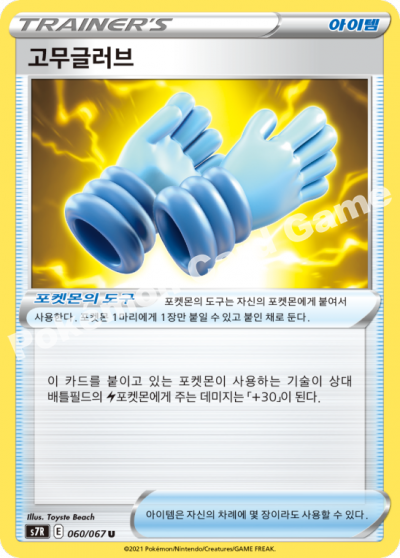 TRAINER'S
아이템
고무글러브
포켓몬의 도구 포켓몬의 도구는 자신의 포켓몬에게 붙여서
사용한다. 포켓몬 1마리에게 1장만 붙일 수 있고 붙인 채로 둔다.
이 카드를 붙이고 있는 포켓몬이 사용하는 기술이 상대
배틀필드의 포켓몬에게 주는 데미지는 「+30」이 된다.
Illus. Toyste Beach
아이템은 자신의 차례에 몇 장이라도 사용할 수 있다.
s7R E 060/067 U
©2021 Pokémon/Nintendo/Creatures/GAME FREAK.
Pokémon Card Game